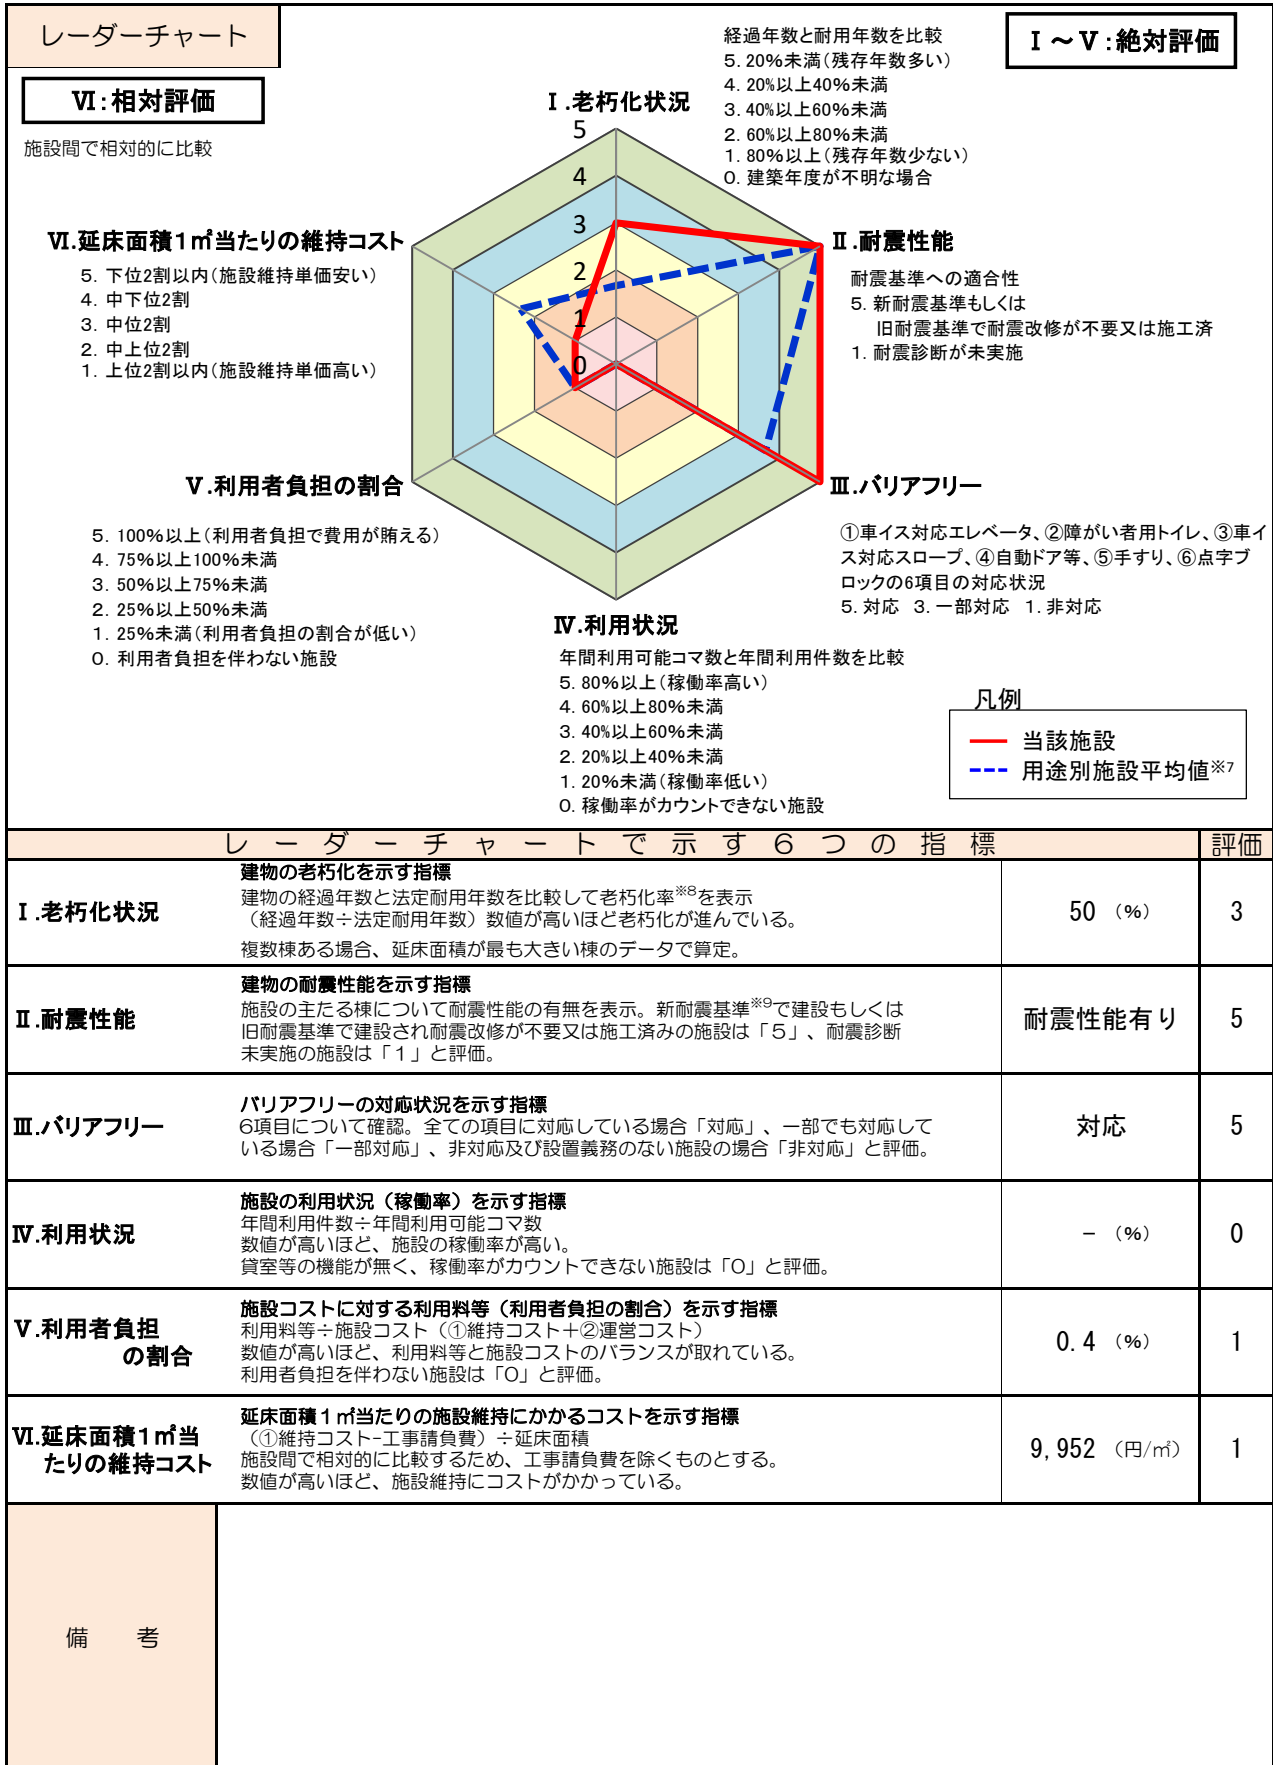 レーダーチャート
Ⅰ～Ⅴ:絶対評価
Ⅵ:相対評価
施設間で相対的に比較
経過年数と耐用年数を比較
5. 20%未満(残存年数多い)
4. 20%以上40%未満
3. 40%以上60%未満
2. 60%以上80%未満
1. 80%以上(残存年数少ない)
0. 建築年度が不明な場合
Ⅰ.老朽化状況
5
4
3
2
1
0
Ⅱ.耐震性能
耐震基準への適合性
5. 新耐震基準もしくは
旧耐震基準で耐震改修が不要又は施工済
1. 耐震診断が未実施
Ⅵ.延床面積1㎡当たりの維持コスト
5. 下位2割以内(施設維持単価安い)
4. 中下位2割
3. 中位2割
2. 中上位2割
1. 上位2割以内(施設維持単価高い)
Ⅴ.利用者負担の割合
5. 100%以上(利用者負担で費用が賄える)
4. 75%以上100%未満
3. 50%以上75%未満
2. 25%以上50%未満
1. 25%未満(利用者負担の割合が低い)
0. 利用者負担を伴わない施設
Ⅲ.バリアフリー
①車イス対応エレベータ、②障がい者用トイレ、③車イ
ス対応スロープ、④自動ドア等、⑤手すり、⑥点字ブ
ロックの6項目の対応状況
5. 対応 3. 一部対応 1. 非対応
Ⅳ.利用状況
年間利用可能コマ数と年間利用件数を比較
5. 80%以上(稼働率高い)
4. 60%以上80%未満
3. 40%以上60%未満
2. 20%以上40%未満
1. 20%未満(稼働率低い)
0. 稼働率がカウントできない施設
凡例
当該施設
用途別施設平均値※7
レーダーチャートで示す6つの指標 評価
Ⅰ.老朽化状況
建物の老朽化を示す指標
建物の経過年数と法定耐用年数を比較して老朽化率※8を表示
(経過年数÷法定耐用年数)数値が高いほど老朽化が進んでいる。
複数棟ある場合、延床面積が最も大きい棟のデータで算定。
50 (%) 3
Ⅱ.耐震性能
建物の耐震性能を示す指標
施設の主たる棟について耐震性能の有無を表示。新耐震基準※9で建設もしくは
旧耐震基準で建設され耐震改修が不要又は施工済みの施設は「5」、耐震診断
未実施の施設は「1」と評価。
耐震性能有り 5
Ⅲ.バリアフリー
バリアフリーの対応状況を示す指標
6項目について確認。全ての項目に対応している場合「対応」、一部でも対応して
いる場合「一部対応」、非対応及び設置義務のない施設の場合「非対応」と評価。
対応 5
Ⅳ.利用状況
施設の利用状況(稼働率)を示す指標
年間利用件数÷年間利用可能コマ数
数値が高いほど、施設の稼働率が高い。
貸室等の機能が無く、稼働率がカウントできない施設は「0」と評価。
- (%) 0
Ⅴ.利用者負担
の割合
施設コストに対する利用料等(利用者負担の割合)を示す指標
利用料等÷施設コスト(①維持コスト+②運営コスト)
数値が高いほど、利用料等と施設コストのバランスが取れている。
利用者負担を伴わない施設は「0」と評価。
0.4 (%) 1
Ⅵ.延床面積1㎡当
たりの維持コスト
延床面積1㎡当たりの施設維持にかかるコストを示す指標
(①維持コスト-工事請負費)÷延床面積
施設間で相対的に比較するため、工事請負費を除くものとする。
数値が高いほど、施設維持にコストがかかっている。
9,952 (円/㎡) 1
備 考